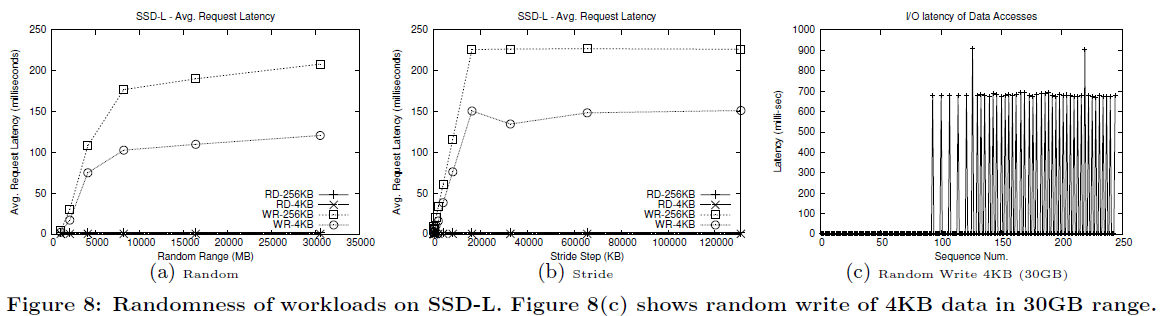 SSD-L - Avg. Request Latency
Avg. Request Latency (milliseconds)
250
200
150
100
50
0
RD-256KB
RD-4KB
WR-256KB
WR-4KB
0 5000 10000 15000 20000 25000 30000 35000
Random Range (MB)
(a) Random
SSD-L - Avg. Request Latency
Avg. Request Latency (milliseconds)
250
200
150
100
50
0
RD-256KB
RD-4KB
WR-256KB
WR-4KB
0 20000 40000 60000 80000 100000 120000
Stride Step (KB)
(b) Stride
I/O latency of Data Accesses
Latency (milli-sec)
1000
900
800
700
600
500
400
300
200
100
0
0 50 100 150 200 250
Sequence Num.
(c) Random Write 4KB (30GB)
Figure 8: Randomness of workloads on SSD-L. Figure 8(c) shows random write of 4KB data in 30GB range.